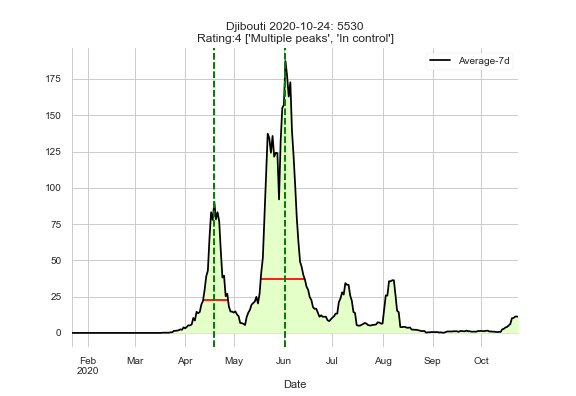 Djibouti 2020-10-24: 5530
Rating:4 ['Multiple peaks', 'In control']
Average-7d
175
150
125
100
75
50
25
0
Feb Mar Apr May Jun Jul Aug Sep Oct
2020
Date